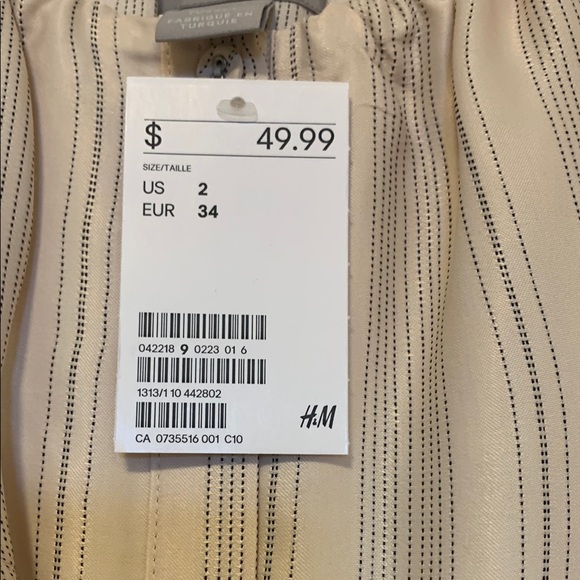 FABRIQUE EN
TURQUIE
$ 49.99
SIZE/TAILLE
US 2
EUR 34
042218 9 0223 01 6
1313/1 10 442802
CA 0735516 001 C10
H&M